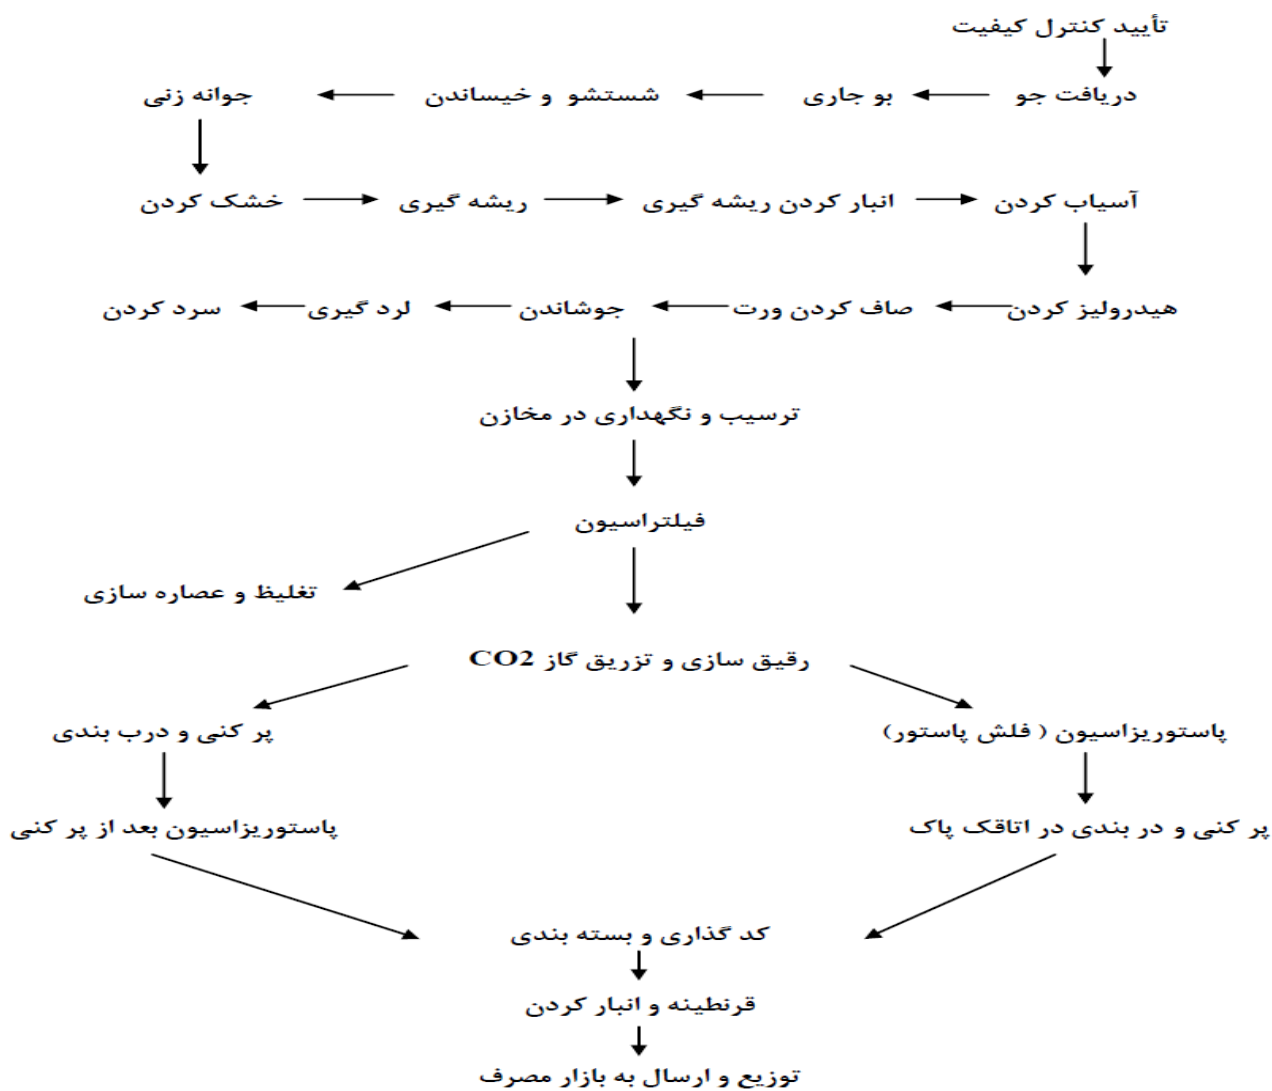 تأیید کنترل کیفیت
دریافت جو
بو جاری
شستشو و خیساندن
جوانه زنی
خشک کردن
ریشه گیری
انبار کردن ریشه گیری
آسیاب کردن
هیدرولیز کردن
صاف کردن ورت
جوشاندن
لرد گیری
سرد کردن
ترسیب و نگهداری در مخازن
فیلتراسیون
تغلیظ و عصاره سازی
رقیق سازی و تزریق گاز CO2
پاستوریزاسیون ( فلش پاستور)
پر کنی و درب بندی
پر کنی و در بندی در اتاقک پاک
پاستوریزاسیون بعد از پر کنی
کد گذاری و بسته بندی
قرنطینه و انبار کردن
توزیع و ارسال به بازار مصرف